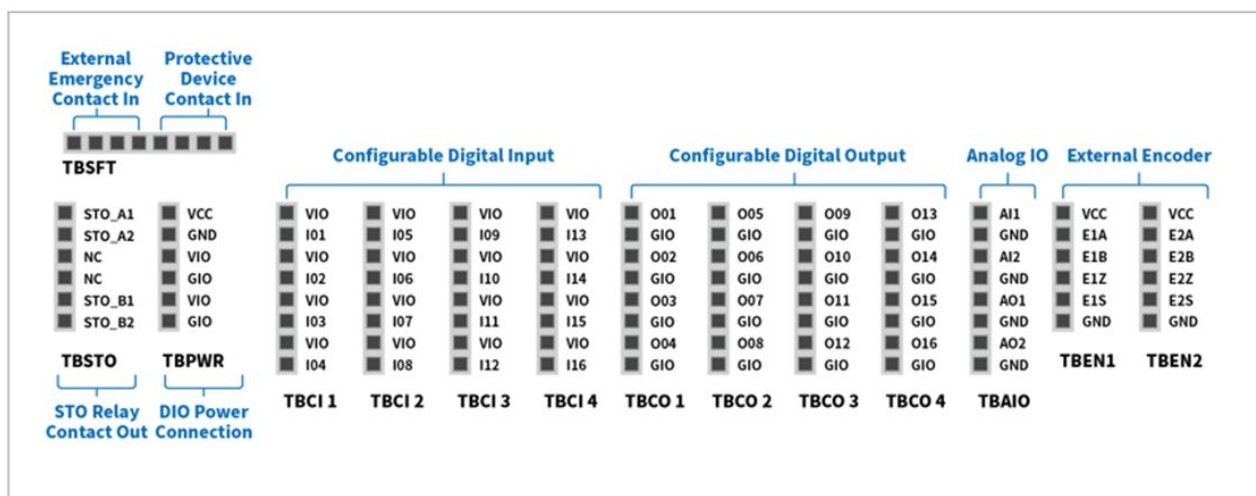 External
Emergency
Contact In
Protective
Device
Contact In
TBSFT
Configurable Digital Input
Configurable Digital Output
Analog IO
External Encoder
STO_A1
STO_A2
NC
NC
STO_B1
STO_B2
TBSTO
STO Relay
Contact Out
VCC
GND
VIO
GIO
VIO
GIO
TBPWR
DIO Power
Connection
VIO
I01
VIO
I02
VIO
I03
VIO
I04
TBCI 1
VIO
I05
VIO
I06
VIO
I07
VIO
I08
TBCI 2
VIO
I09
VIO
I10
VIO
I11
VIO
I12
TBCI 3
VIO
I13
VIO
I14
VIO
I15
VIO
I16
TBCI 4
O01
GIO
O02
GIO
O03
GIO
O04
GIO
TBCO 1
O05
GIO
O06
GIO
O07
GIO
O08
GIO
TBCO 2
O09
GIO
O10
GIO
O11
GIO
O12
GIO
TBCO 3
O13
GIO
O14
GIO
O15
GIO
O16
GIO
TBCO 4
AI1
GND
AI2
GND
AO1
GND
AO2
GND
TBAIO
VCC
E1A
E1B
E1Z
E1S
GND
TBEN1
VCC
E2A
E2B
E2Z
E2S
GND
TBEN2